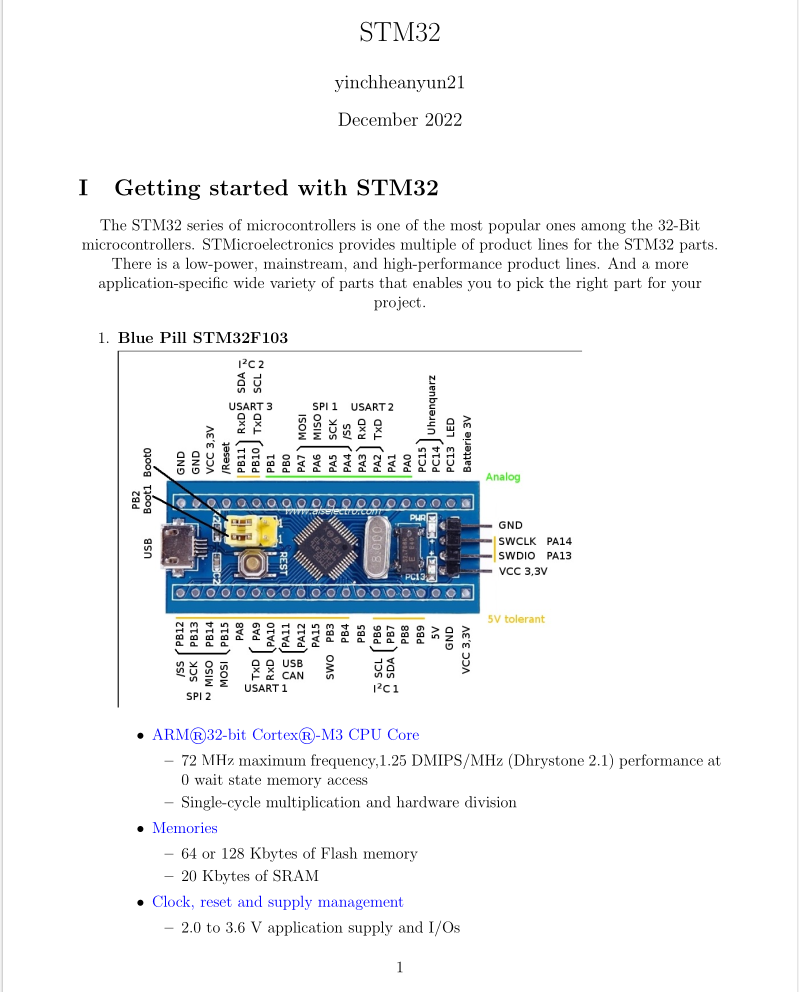 STM32
yinchheanyun21
December 2022
I Getting started with STM32
The STM32 series of microcontrollers is one of the most popular ones among the 32-Bit
microcontrollers. STMicroelectronics provides multiple of product lines for the STM32 parts.
There is a low-power, mainstream, and high-performance product lines. And a more
application-specific wide variety of parts that enables you to pick the right part for your
project.
1. Blue Pill STM32F103
I²C 2
SDA
SCL
USART 3
RxD
TxD
SPI 1
MOSI
MISO
SCK
/SS
USART 2
RxD
TxD
Uhrenquarz
LED
Boot0
PB2
Boot1
GND
GND
VCC 3,3V
/Reset
PB11
PB10
PB1
PB0
PA7
PA6
PA5
PA4
PA3
PA2
PA1
PA0
PC15
PC14
PC13
Batterie 3V
Analog
www.aiselectro.com
PWR
REST
PC13
8.000
USB
GND
SWCLK PA14
SWDIO PA13
VCC 3,3V
5V tolerant
PB12
PB13
PB14
PB15
PA8
PA9
PA10
PA11
PA12
PA15
PB3
PB4
PB5
PB6
PB7
PB8
PB9
5V
GND
VCC 3,3V
/SS
SCK
MISO
MOSI
SPI 2
TxD
RxD
USART 1
USB
CAN
SWO
SCL
SDA
I²C 1
• ARM®32-bit Cortex®-M3 CPU Core
– 72 MHz maximum frequency,1.25 DMIPS/MHz (Dhrystone 2.1) performance at
0 wait state memory access
– Single-cycle multiplication and hardware division
• Memories
– 64 or 128 Kbytes of Flash memory
– 20 Kbytes of SRAM
• Clock, reset and supply management
– 2.0 to 3.6 V application supply and I/Os
1